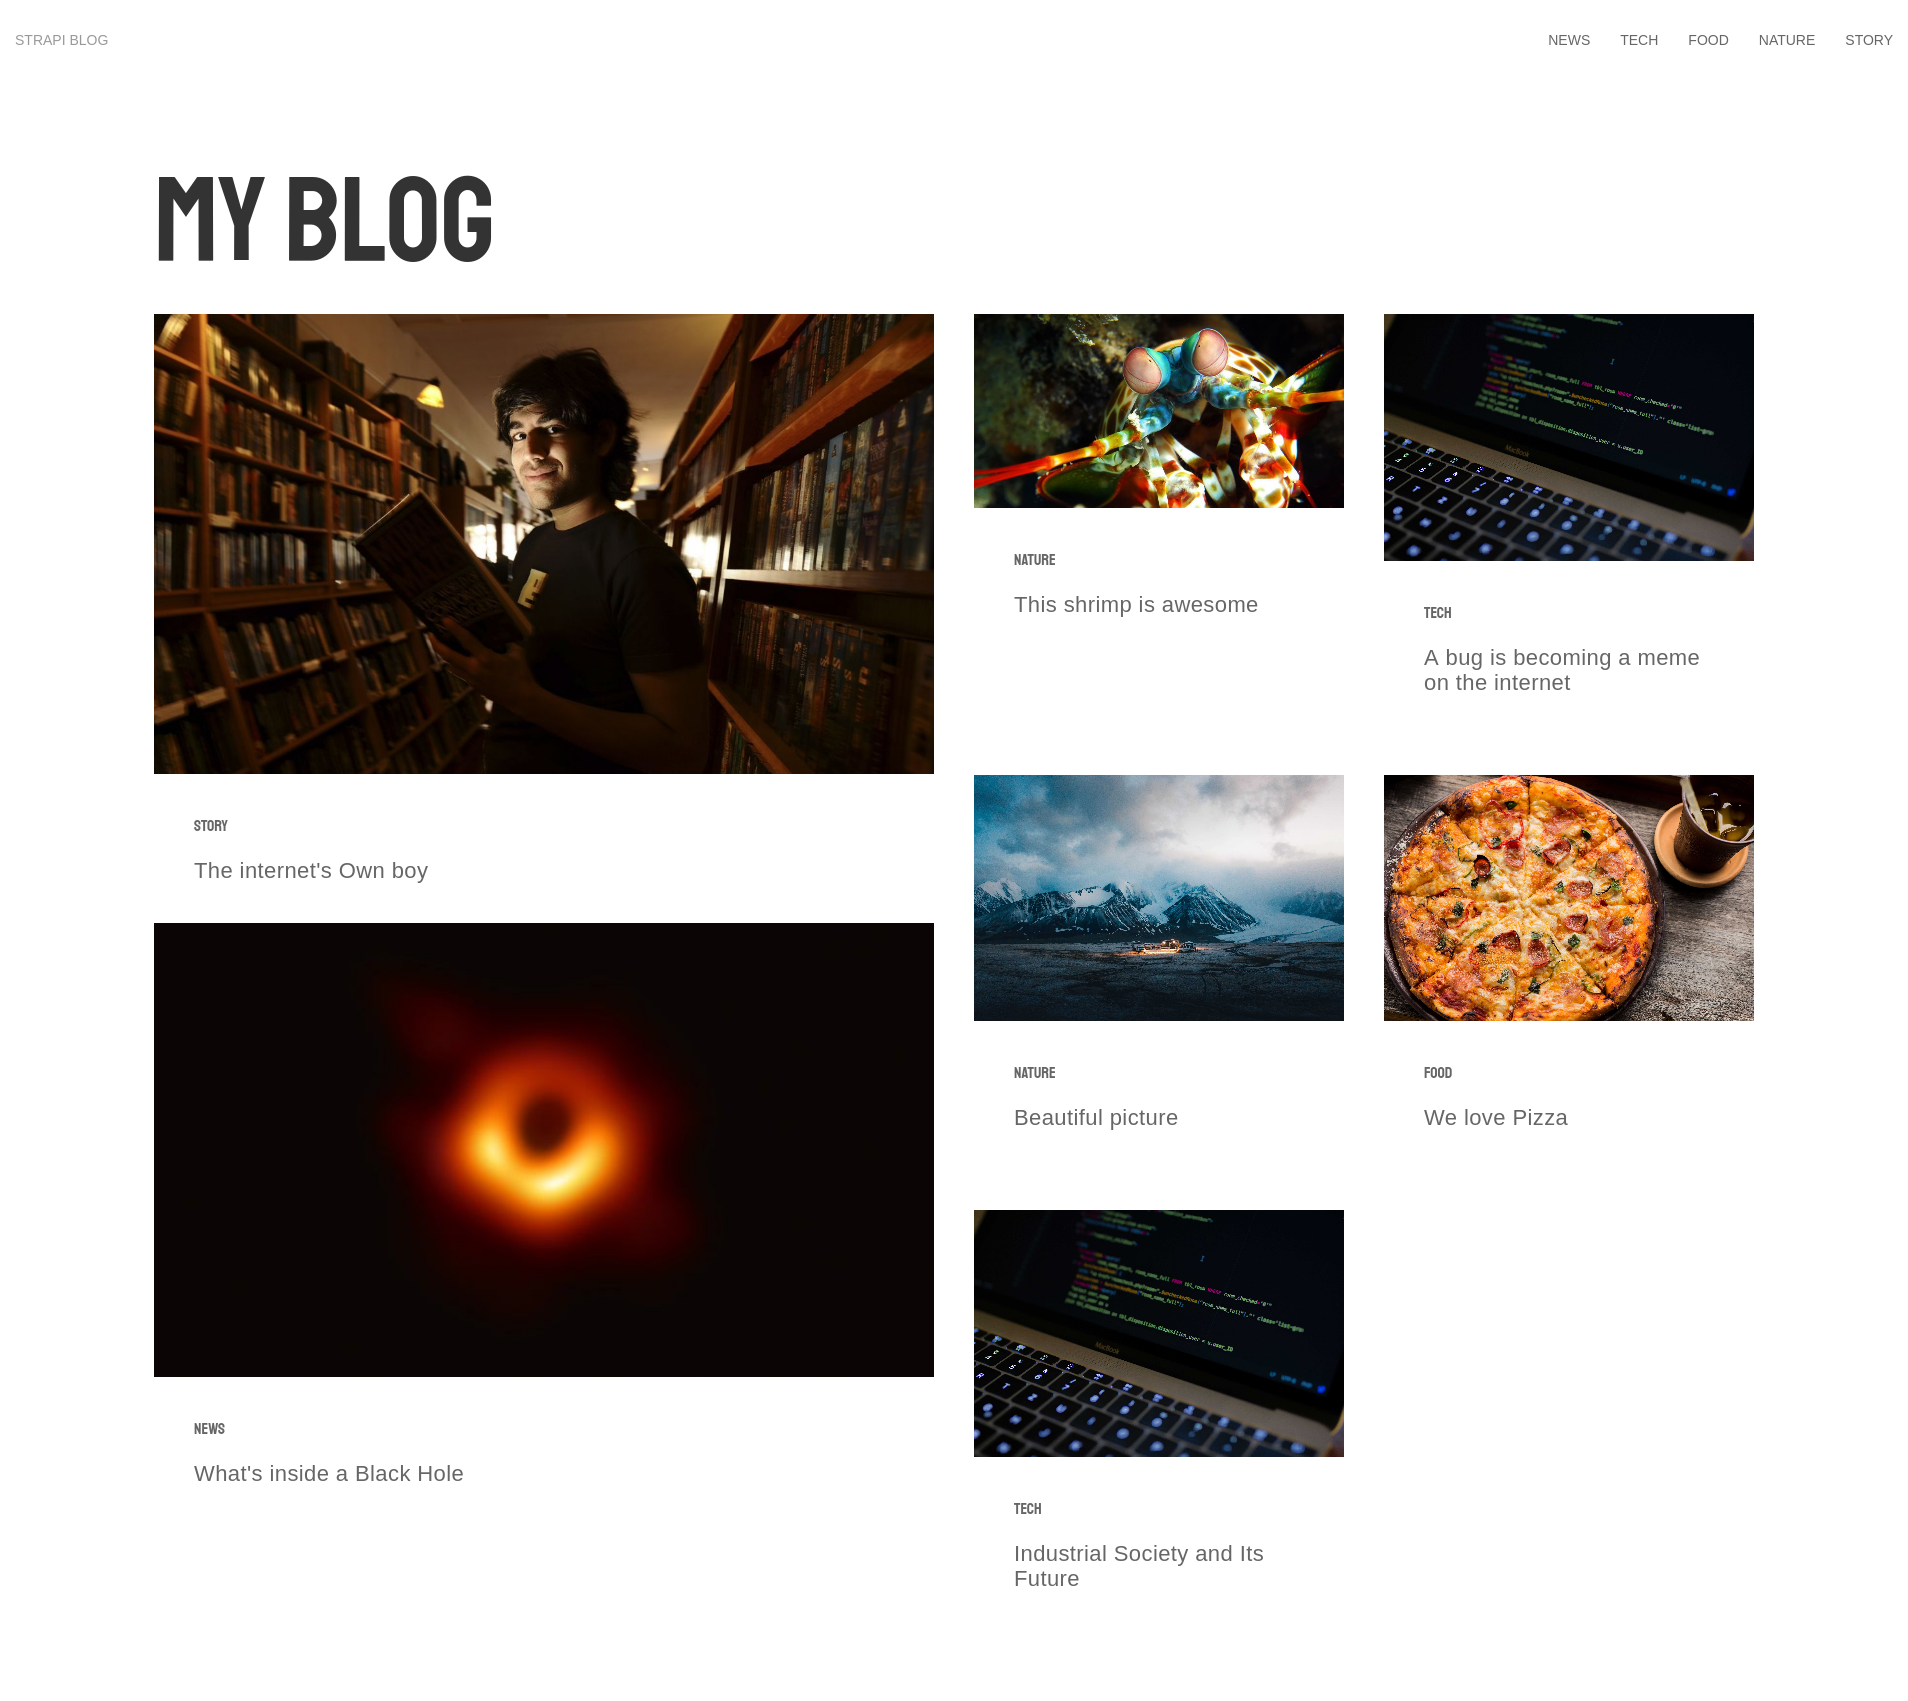 STRAPI BLOG
NEWS TECH FOOD NATURE STORY
MY BLOG
STORY
The internet's Own boy
NEWS
What's inside a Black Hole
NATURE
This shrimp is awesome
MacBook
TECH
A bug is becoming a meme
on the internet
NATURE
Beautiful picture
FOOD
We love Pizza
MacBook
TECH
Industrial Society and Its
Future